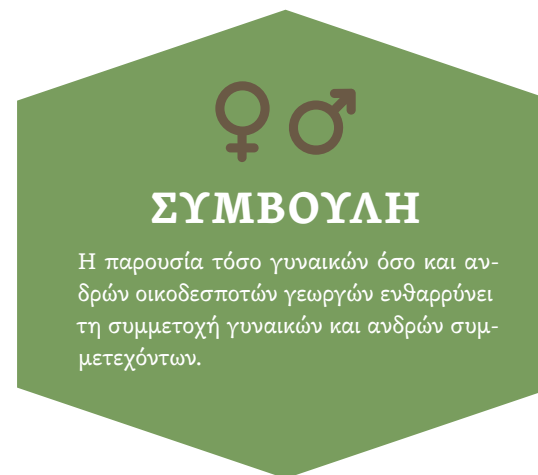 ΣΥΜΒΟΥΛΗ
Η παρουσία τόσο γυναικών όσο και αν-
δρών οικοδεσποτών γεωργών ενθαρρύνει
τη συμμετοχή γυναικών και ανδρών συμ-
μετεχόντων.